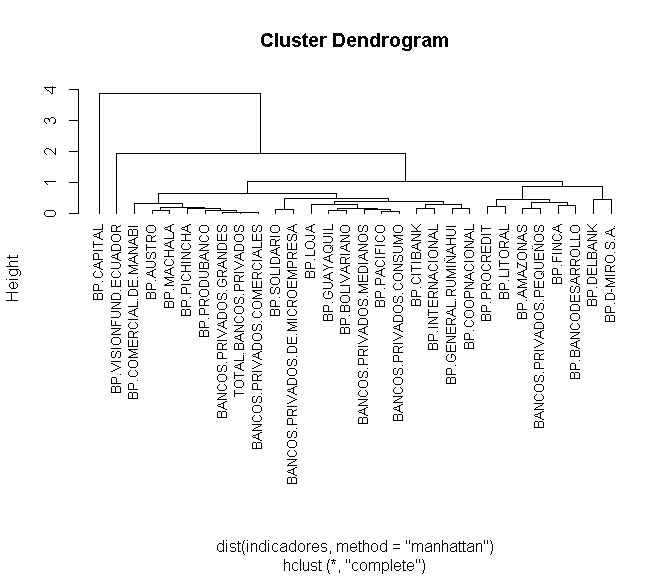 Cluster Dendrogram
Height
4
3
2
1
0
BP.CAPITAL
BP.VISIONFUND.ECUADOR
BP.COMERCIAL.DE.MANABI
BP.AUSTRO
BP.MACHALA
BP.PICHINCHA
BP.PRODUBANCO
BANCOS.PRIVADOS.GRANDES
TOTAL.BANCOS.PRIVADOS
BANCOS.PRIVADOS.COMERCIALES
BP.SOLIDARIO
BANCOS.PRIVADOS.DE.MICROEMPRESA
BP.LOJA
BP.GUAYAQUIL
BP.BOLIVARIANO
BANCOS.PRIVADOS.MEDIANOS
BP.PACIFICO
BANCOS.PRIVADOS.CONSUMO
BP.CITIBANK
BP.INTERNACIONAL
BP.GENERAL.RUMIÑAHUI
BP.COOPNACIONAL
BP.PROCREDIT
BP.LITORAL
BP.AMAZONAS
BANCOS.PRIVADOS.PEQUEÑOS
BP.FINCA
BP.BANCODESARROLLO
BP.DELBANK
BP.D-MIRO.S.A.
dist(indicadores, method = "manhattan")
hclust (*, "complete")